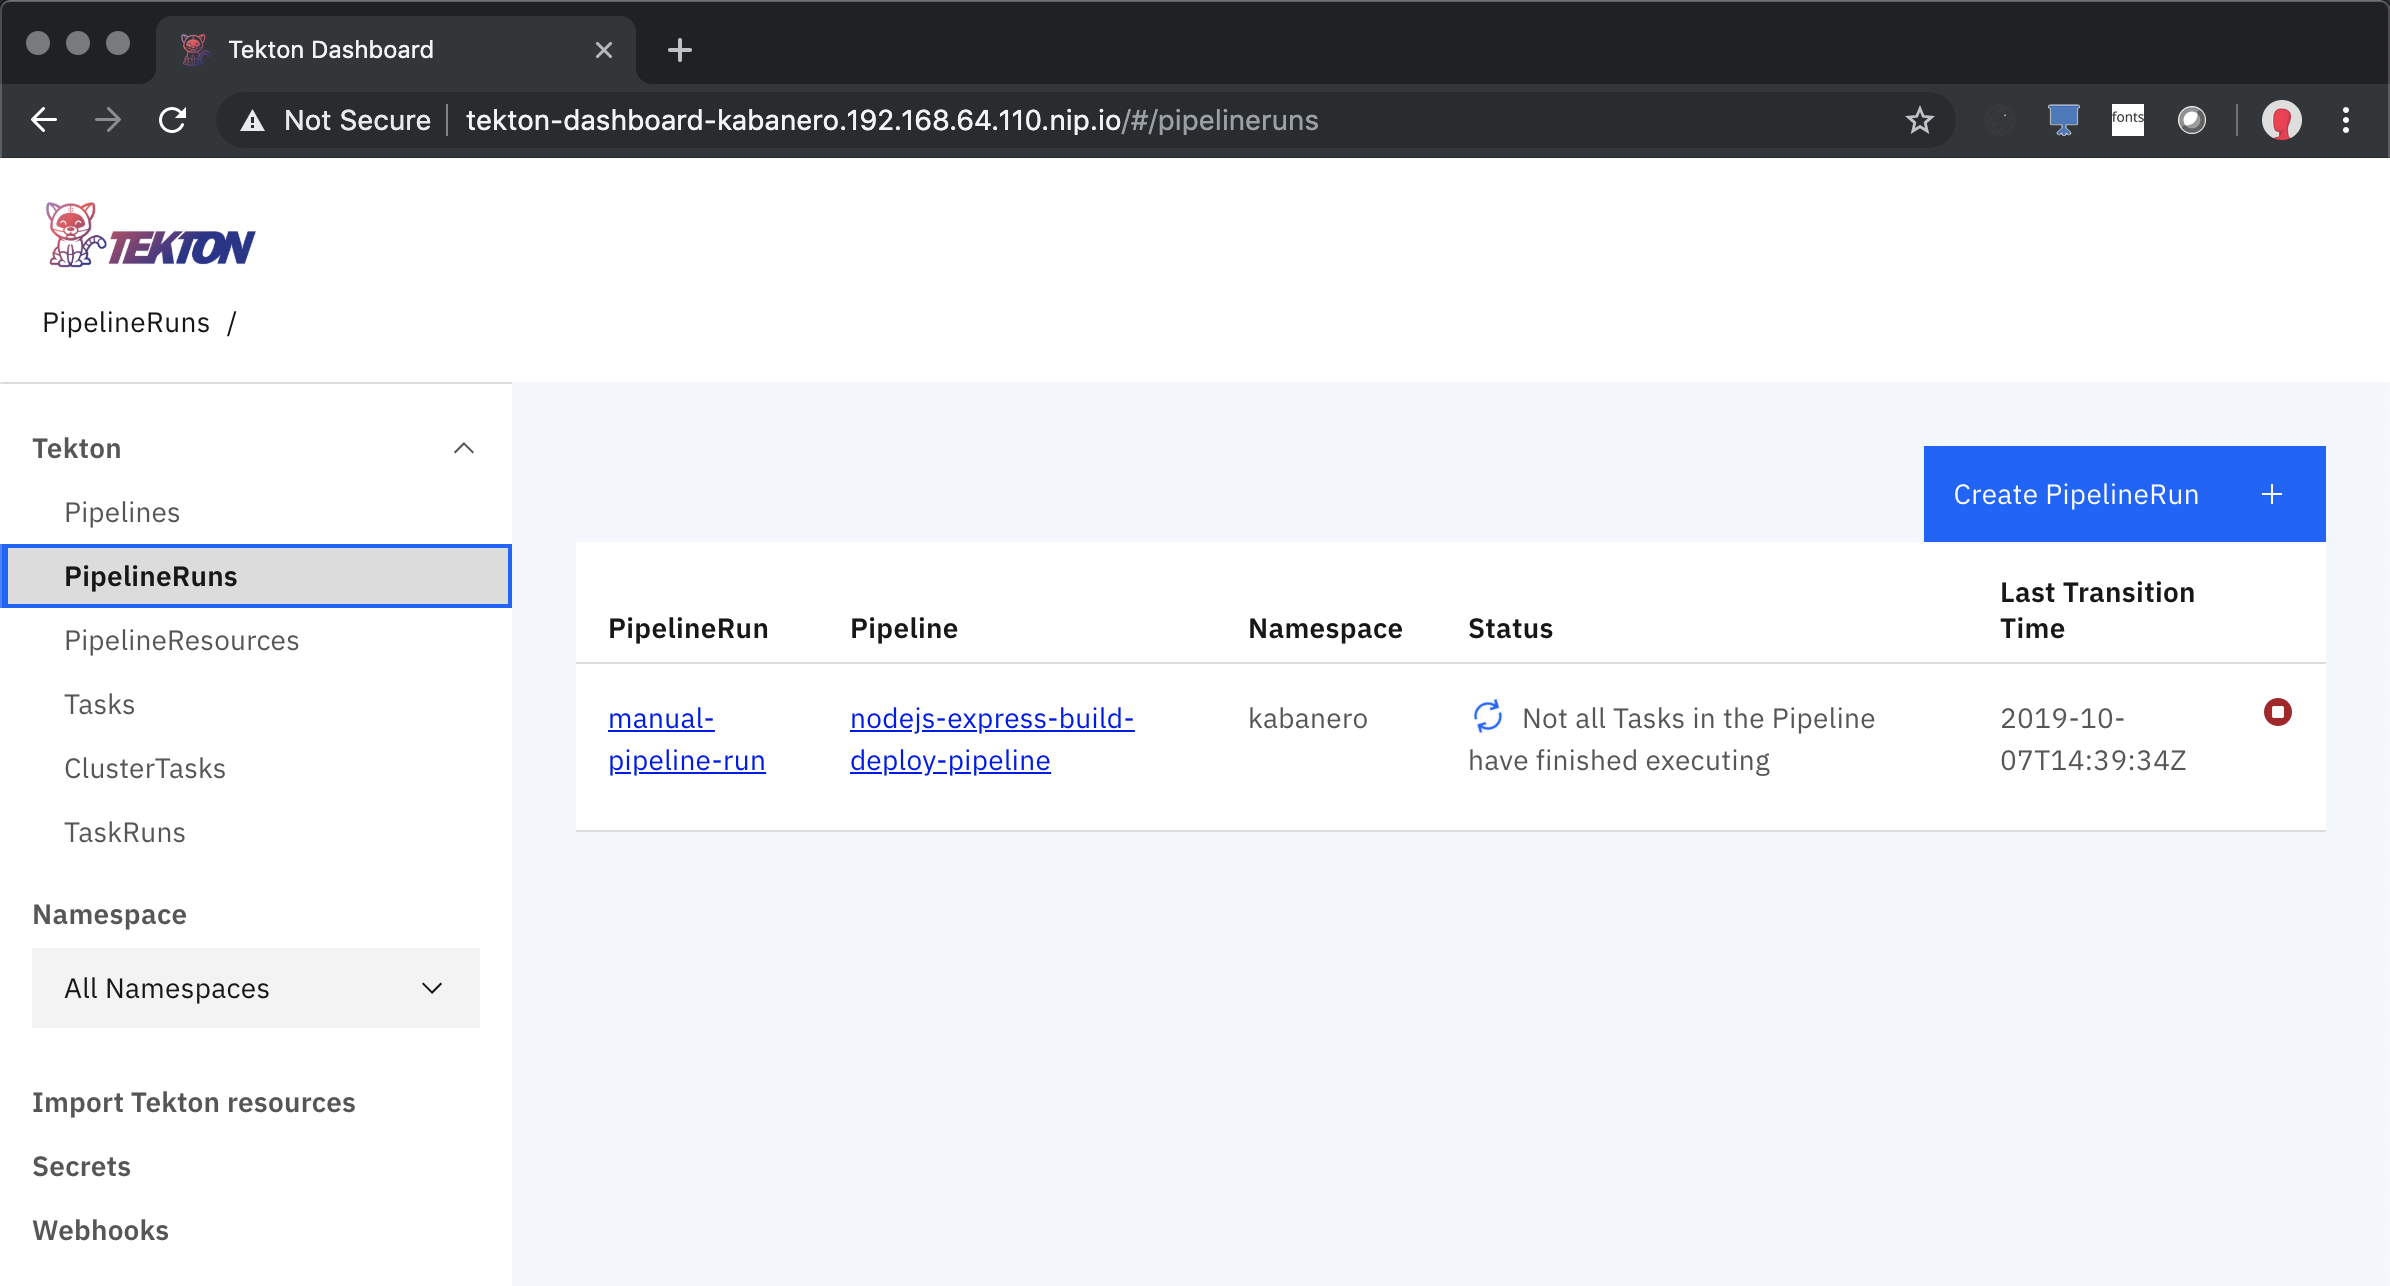 Tekton Dashboard
Not Secure
tekton-dashboard-kabanero.192.168.64.110.nip.io/#/pipelineruns
fonts
TEKTON
PipelineRuns /
Tekton
Pipelines
PipelineRuns
PipelineResources
Tasks
ClusterTasks
TaskRuns
Namespace
All Namespaces
Import Tekton resources
Secrets
Webhooks
Create PipelineRun
PipelineRun
Pipeline
Namespace
Status
Last Transition
Time
manual-
pipeline-run
nodejs-express-build-
deploy-pipeline
kabanero
Not all Tasks in the Pipeline
have finished executing
2019-10-
07T14:39:34Z